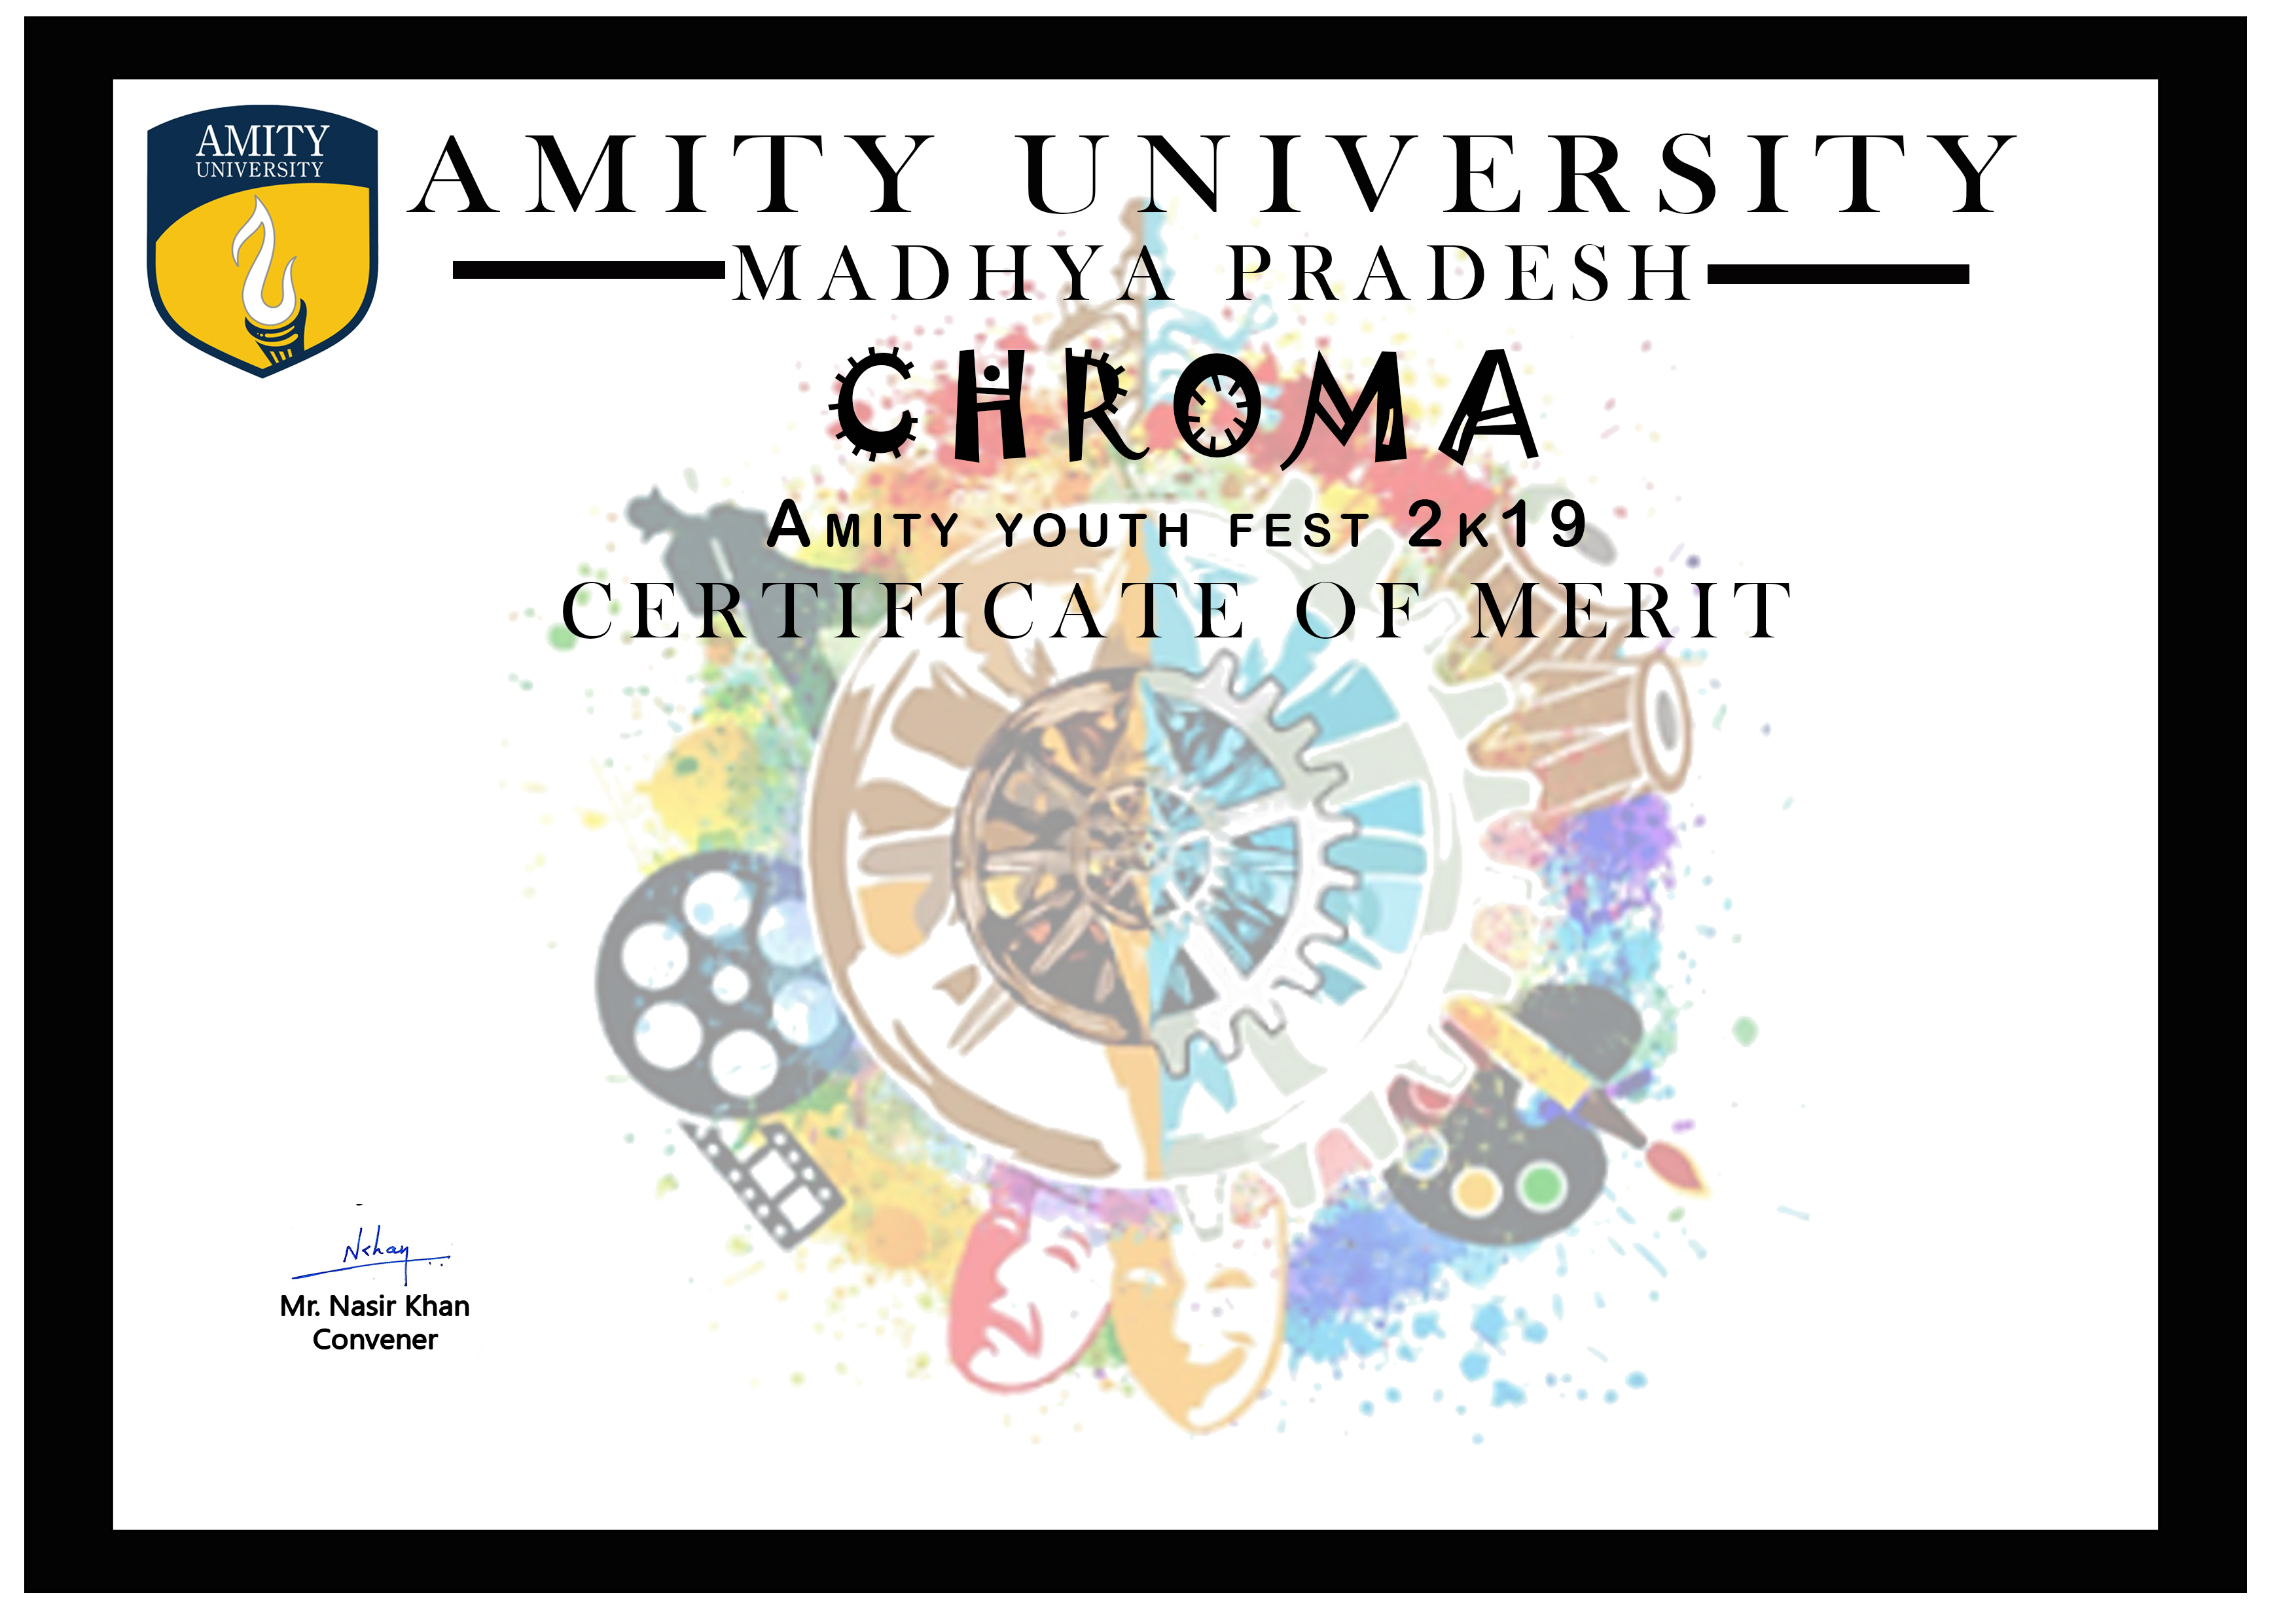 AMITY
UNIVERSITY
AMITY UNIVERSITY
MADHYA PRADESH
CHROMA
AMITY YOUTH FEST 2K19
CERTIFICATE OF MERIT
Mr. Nasir Khan
Convener